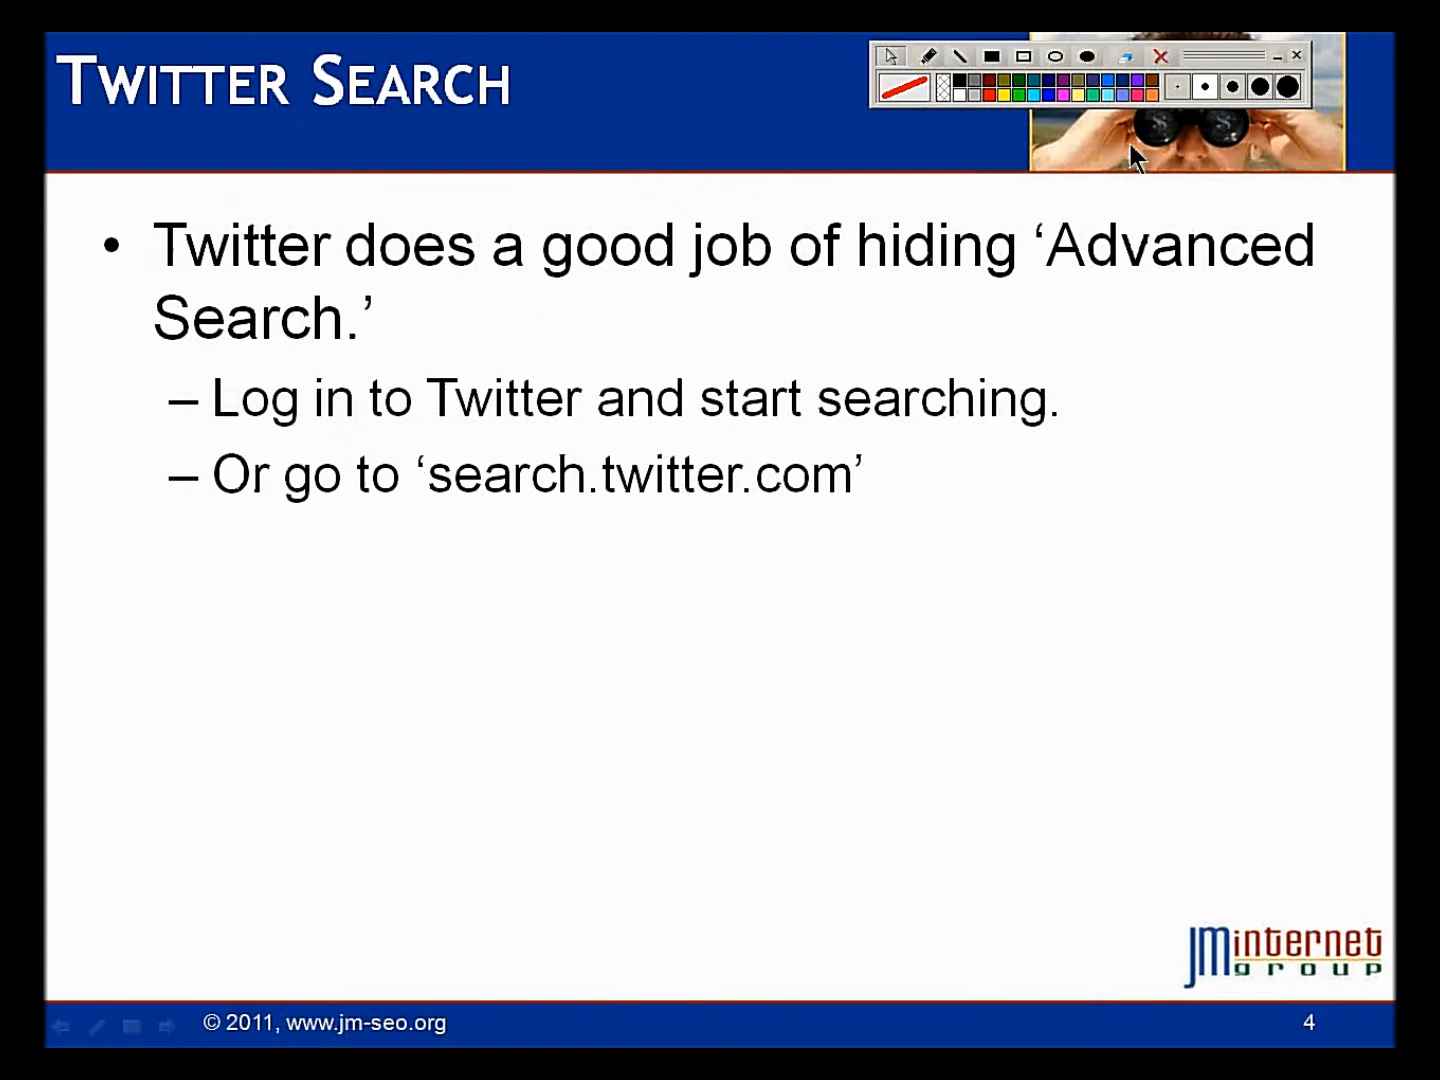 TWITTER SEARCH
• Twitter does a good job of hiding ‘Advanced
Search.’
– Log in to Twitter and start searching.
– Or go to ‘search.twitter.com’
JMinternet
group
© 2011, www.jm-seo.org
4